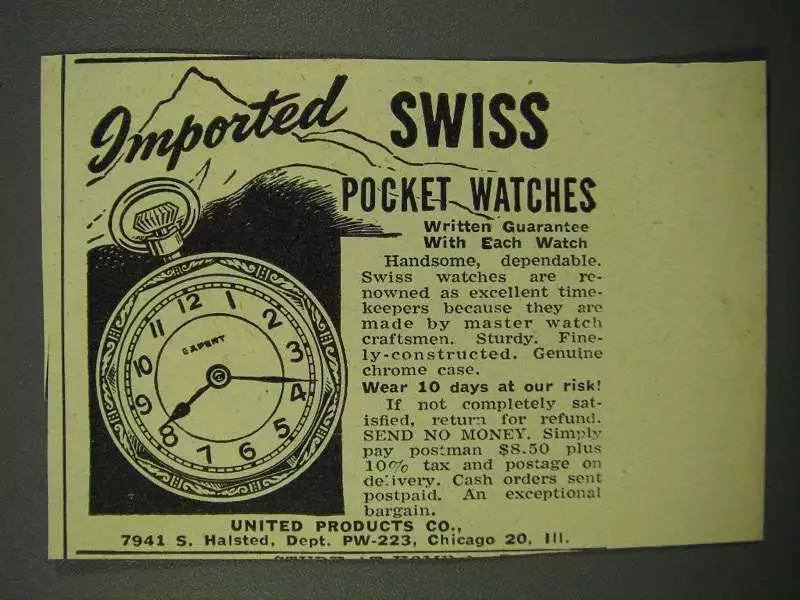 Imported SWISS
POCKET WATCHES
Written Guarantee
With Each Watch
Handsome, dependable.
Swiss watches are re-
nowned as excellent time-
keepers because they are
made by master watch
craftsmen. Sturdy. Fine-
ly-constructed. Genuine
chrome case.
Wear 10 days at our risk!
If not completely sat-
isfied, return for refund.
SEND NO MONEY. Simply
pay postman $8.50 plus
10% tax and postage on
delivery. Cash orders sent
postpaid. An exceptional
bargain.
12
1
2
3
4
5
6
7
8
9
10
11
EXPERT
UNITED PRODUCTS CO.,
7941 S. Halsted, Dept. PW-223, Chicago 20, Ill.